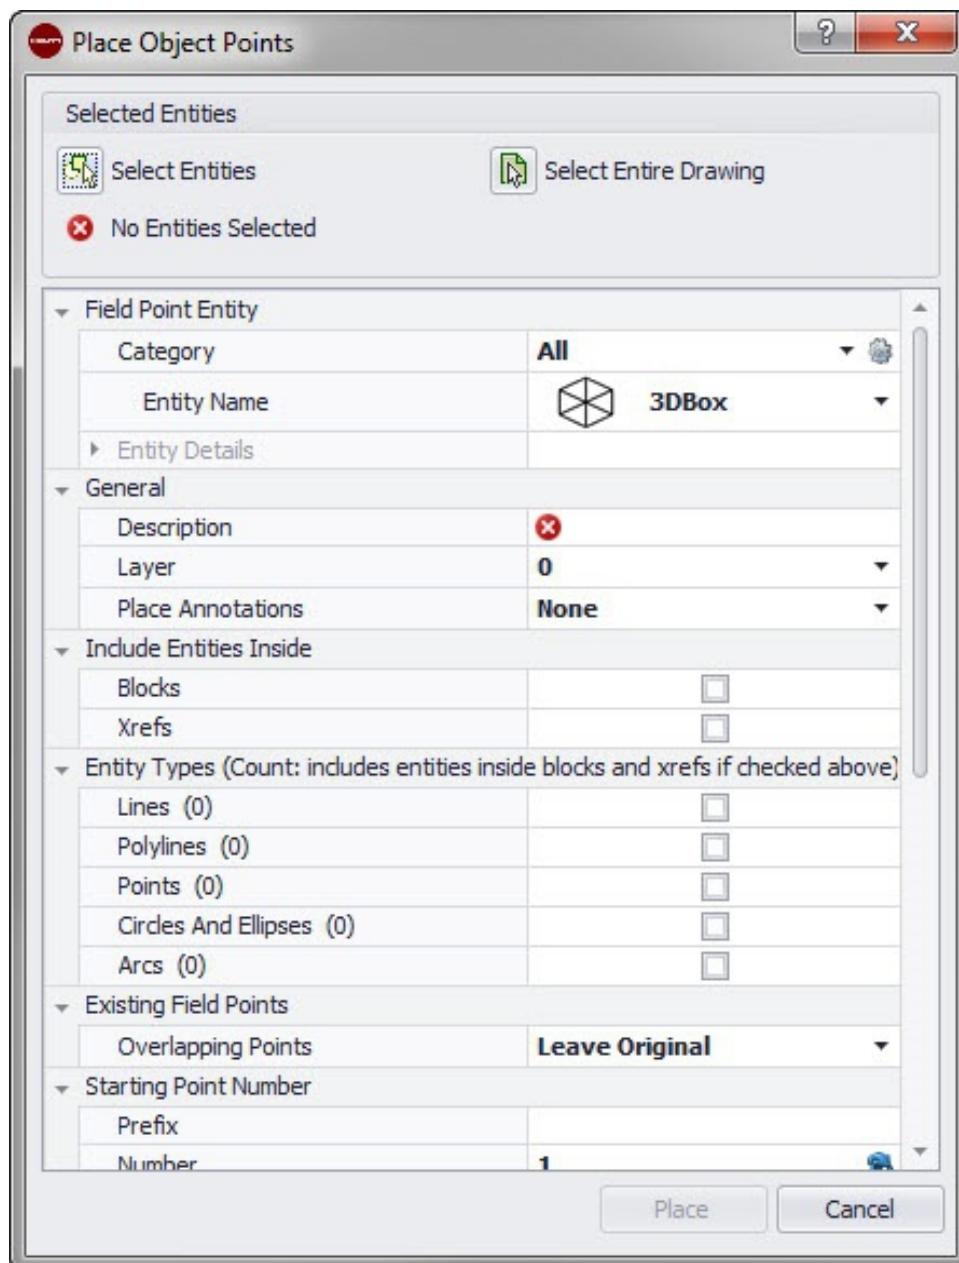 Place Object Points
Selected Entities
Select Entities Select Entire Drawing
No Entities Selected
Field Point Entity
Category All
Entity Name 3DBox
Entity Details
General
Description
Layer 0
Place Annotations None
Include Entities Inside
Blocks
Xrefs
Entity Types (Count: includes entities inside blocks and xrefs if checked above)
Lines (0)
Polylines (0)
Points (0)
Circles And Ellipses (0)
Arcs (0)
Existing Field Points
Overlapping Points Leave Original
Starting Point Number
Prefix
Number 1
Place Cancel